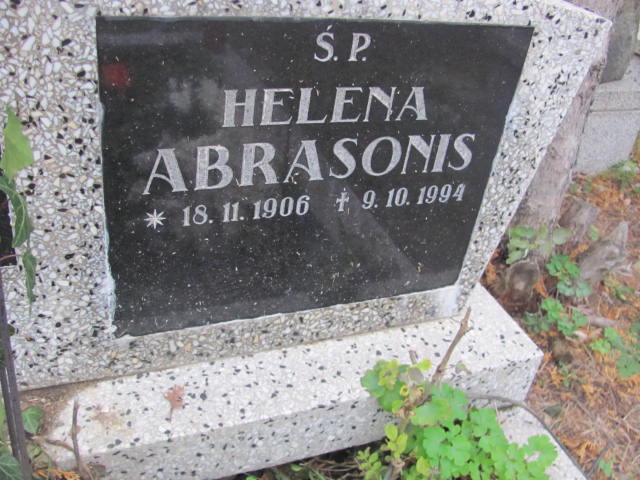 Ś. P.
HELENA
ABRASONIS
* 18. 11. 1906 ✝ 9. 10. 1994